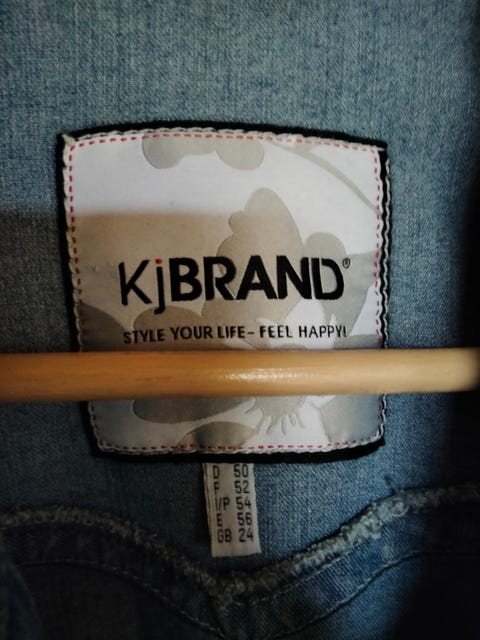 KjBRAND®
STYLE YOUR LIFE- FEEL HAPPY!
D 50
F 52
I/P 54
E 56
GB 24